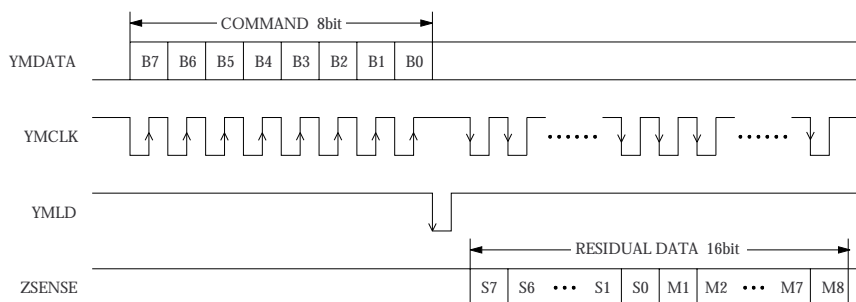 COMMAND 8bit
YMDATA B7 B6 B5 B4 B3 B2 B1 B0
YMCLK
YMLD
RESIDUAL DATA 16bit
ZSENSE S7 S6 ••• S1 S0 M1 M2 ••• M7 M8